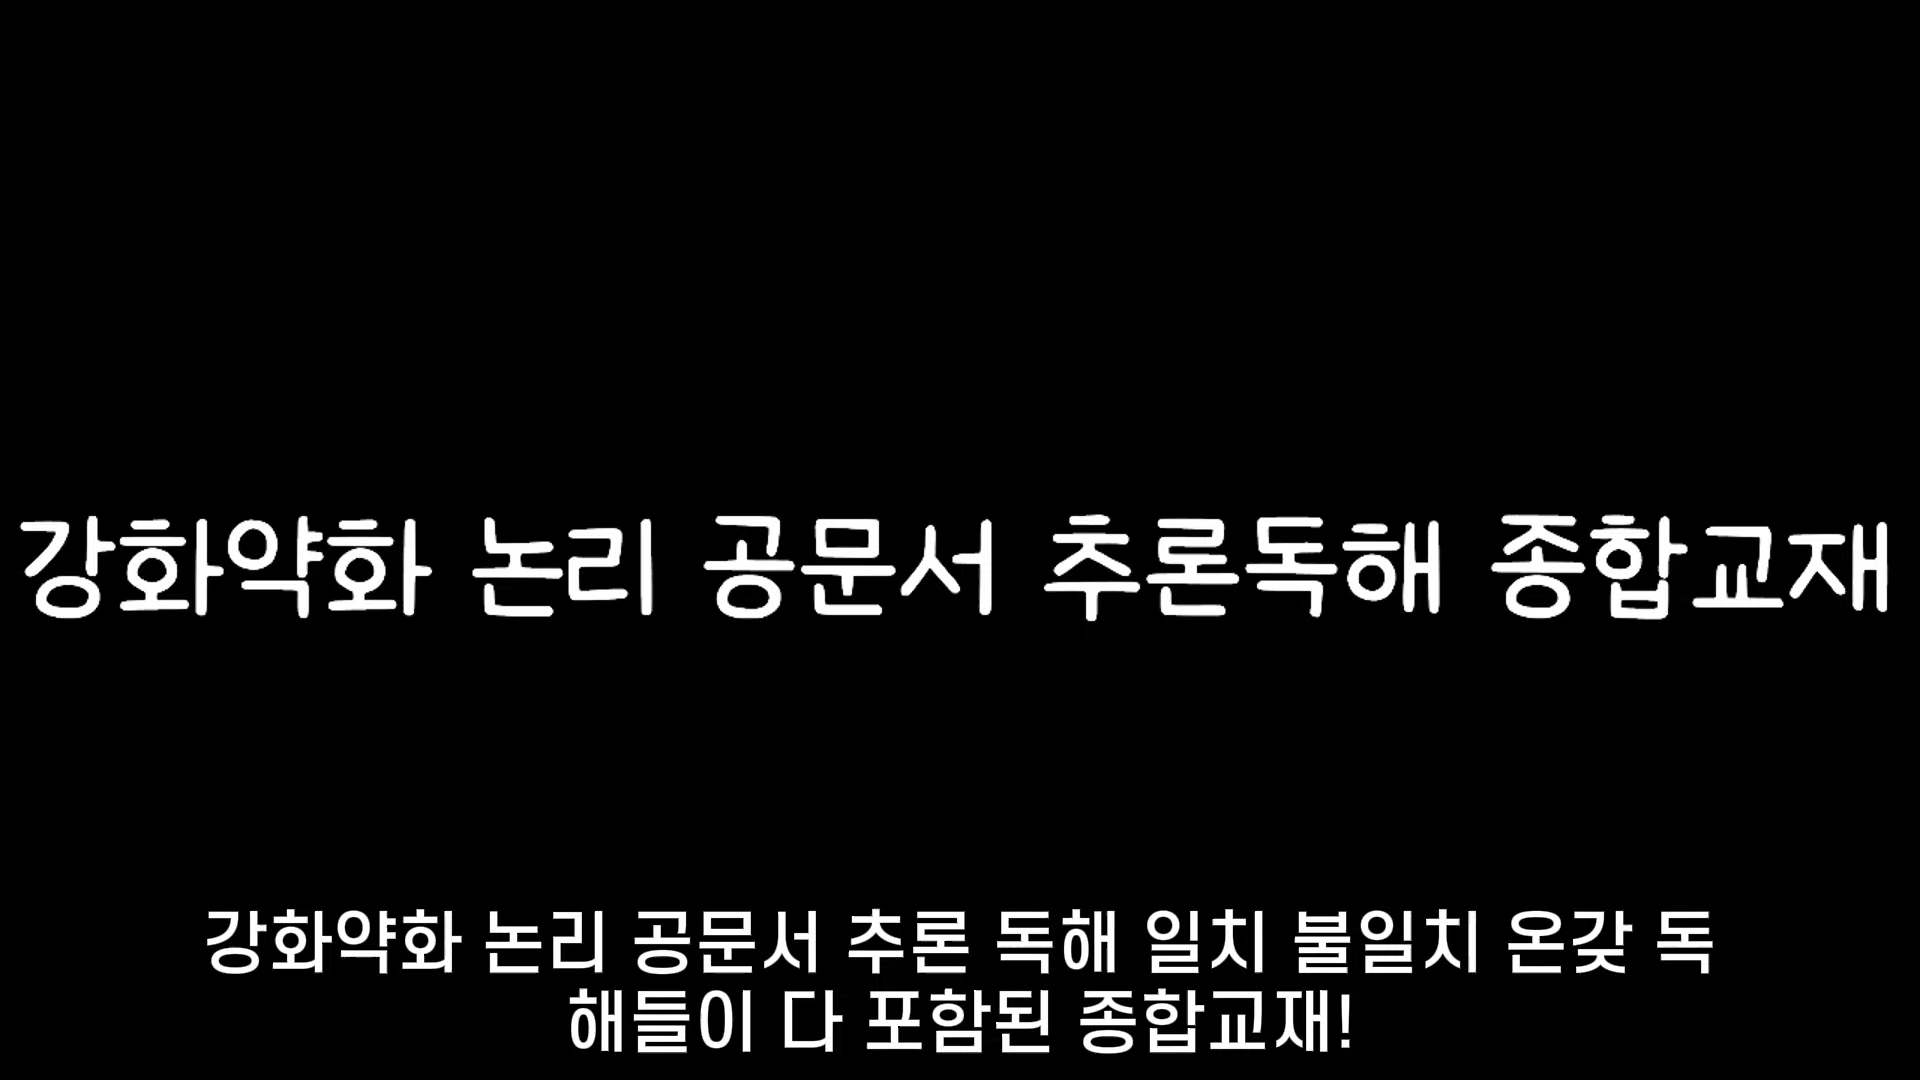 강화약화 논리 공문서 추론독해 종합교재
강화약화 논리 공문서 추론 독해 일치 불일치 온갖 독
해들이 다 포함된 종합교재!